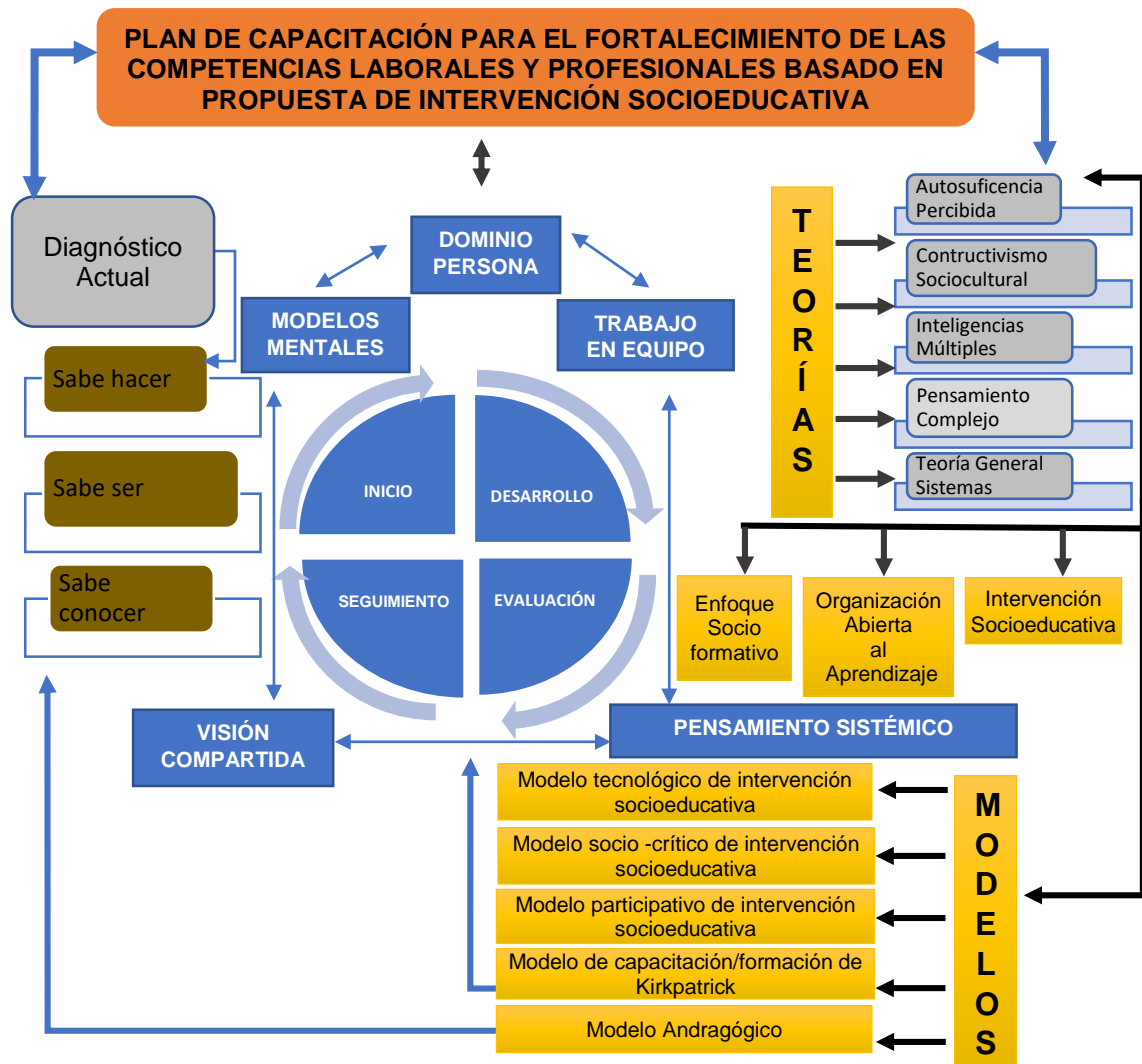 PLAN DE CAPACITACIÓN PARA EL FORTALECIMIENTO DE LAS
COMPETENCIAS LABORALES Y PROFESIONALES BASADO EN
PROPUESTA DE INTERVENCIÓN SOCIOEDUCATIVA
Diagnóstico
Actual
Sabe hacer
Sabe ser
Sabe
conocer
DOMINIO
PERSONA
MODELOS
MENTALES
TRABAJO
EN EQUIPO
INICIO
DESARROLLO
SEGUIMIENTO
EVALUACIÓN
VISIÓN
COMPARTIDA
PENSAMIENTO SISTÉMICO
T
E
O
R
Í
A
S
Autosuficencia
Percibida
Contructivismo
Sociocultural
Inteligencias
Múltiples
Pensamiento
Complejo
Teoría General
Sistemas
Enfoque
Socio
formativo
Organización
Abierta
al
Aprendizaje
Intervención
Socioeducativa
Modelo tecnológico de intervención
socioeducativa
Modelo socio -crítico de intervención
socioeducativa
Modelo participativo de intervención
socioeducativa
Modelo de capacitación/formación de
Kirkpatrick
Modelo Andragógico
M
O
D
E
L
O
S